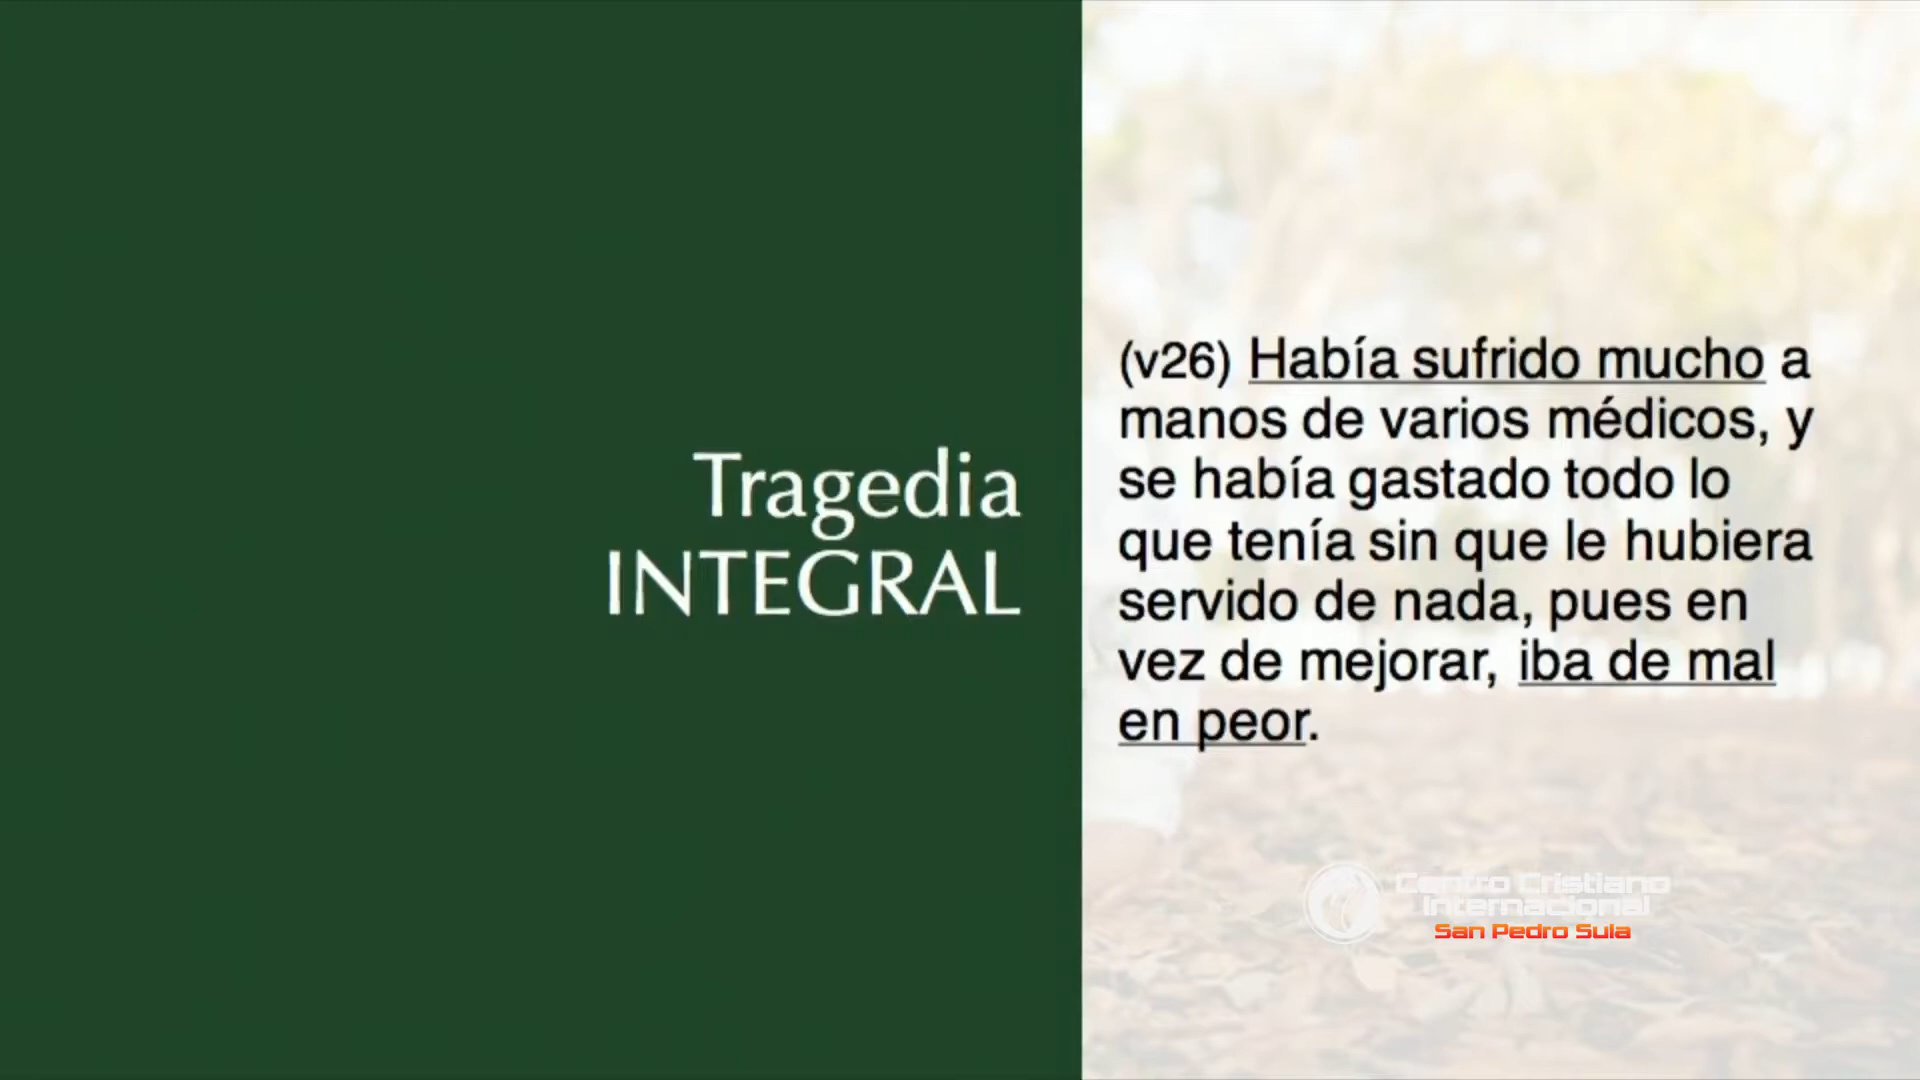 Tragedia
INTEGRAL
(v26) Había sufrido mucho a
manos de varios médicos, y
se había gastado todo lo
que tenía sin que le hubiera
servido de nada, pues en
vez de mejorar, iba de mal
en peor.
Centro Cristiano
Internacional
San Pedro Sula